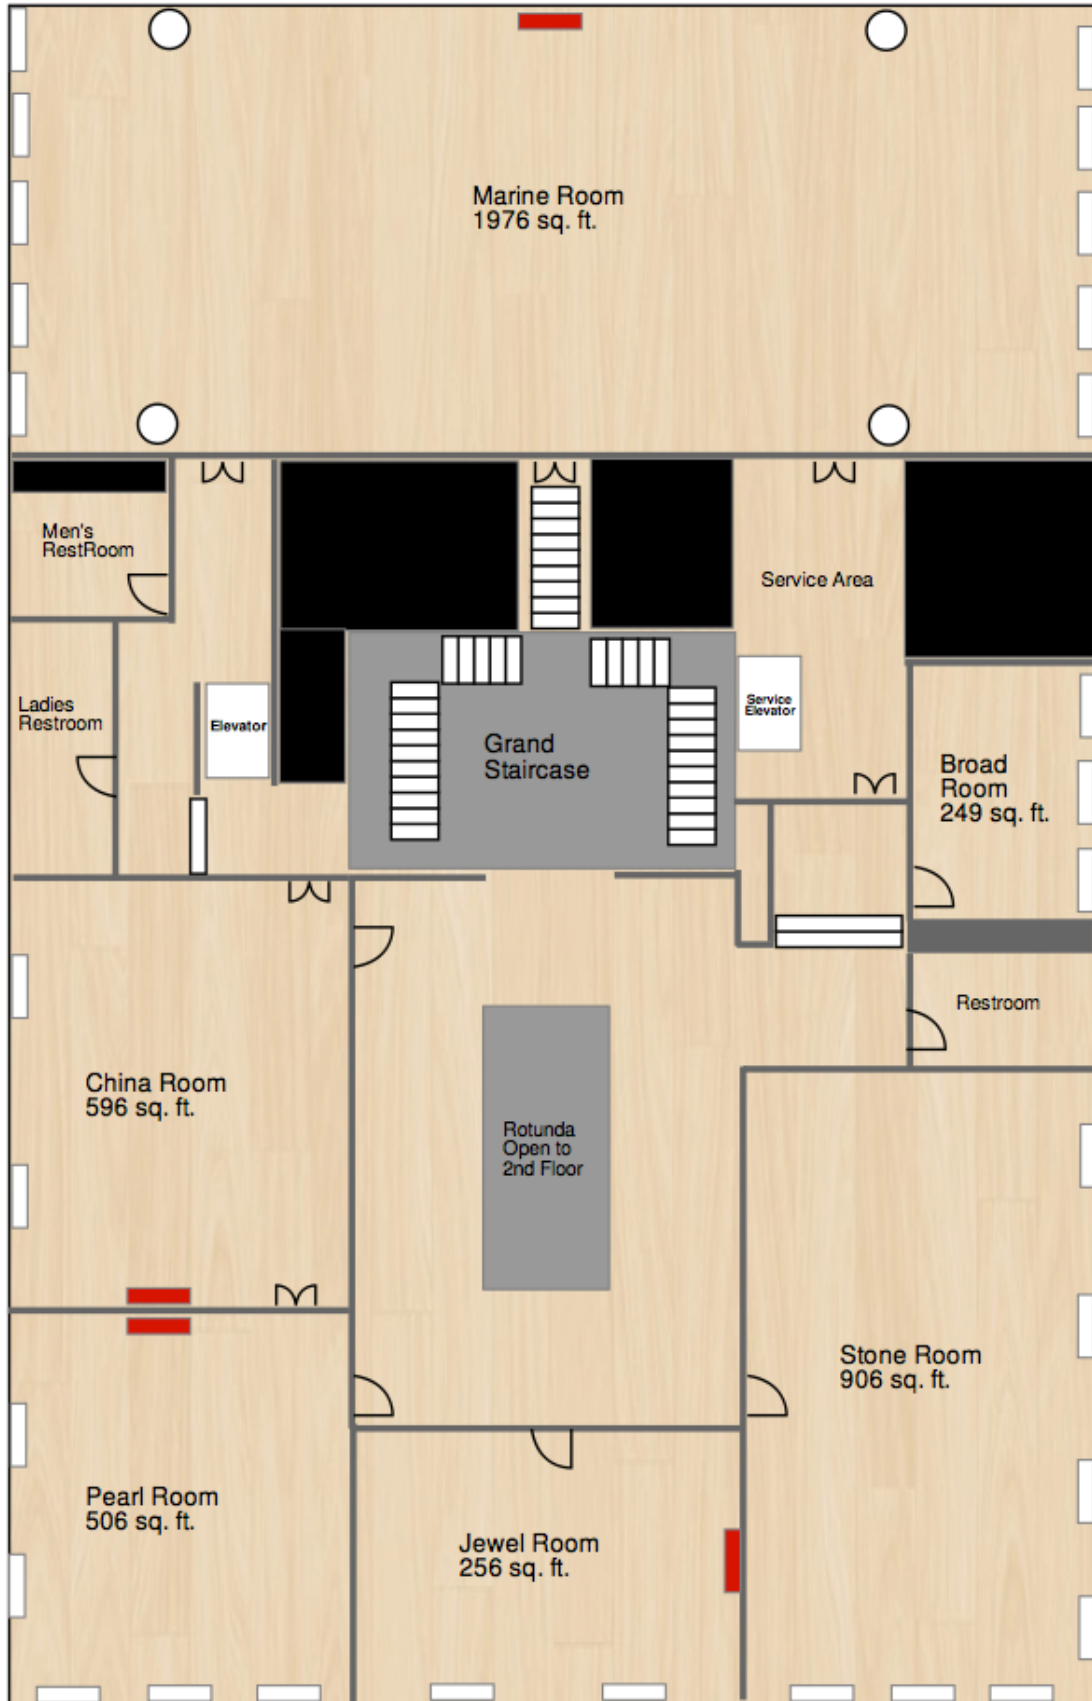 Marine Room
1976 sq. ft.
Men's
RestRoom
Service Area
Ladies
Restroom
Elevator
Service
Elevator
Grand
Staircase
Broad
Room
249 sq. ft.
Restroom
China Room
596 sq. ft.
Rotunda
Open to
2nd Floor
Stone Room
906 sq. ft.
Pearl Room
506 sq. ft.
Jewel Room
256 sq. ft.